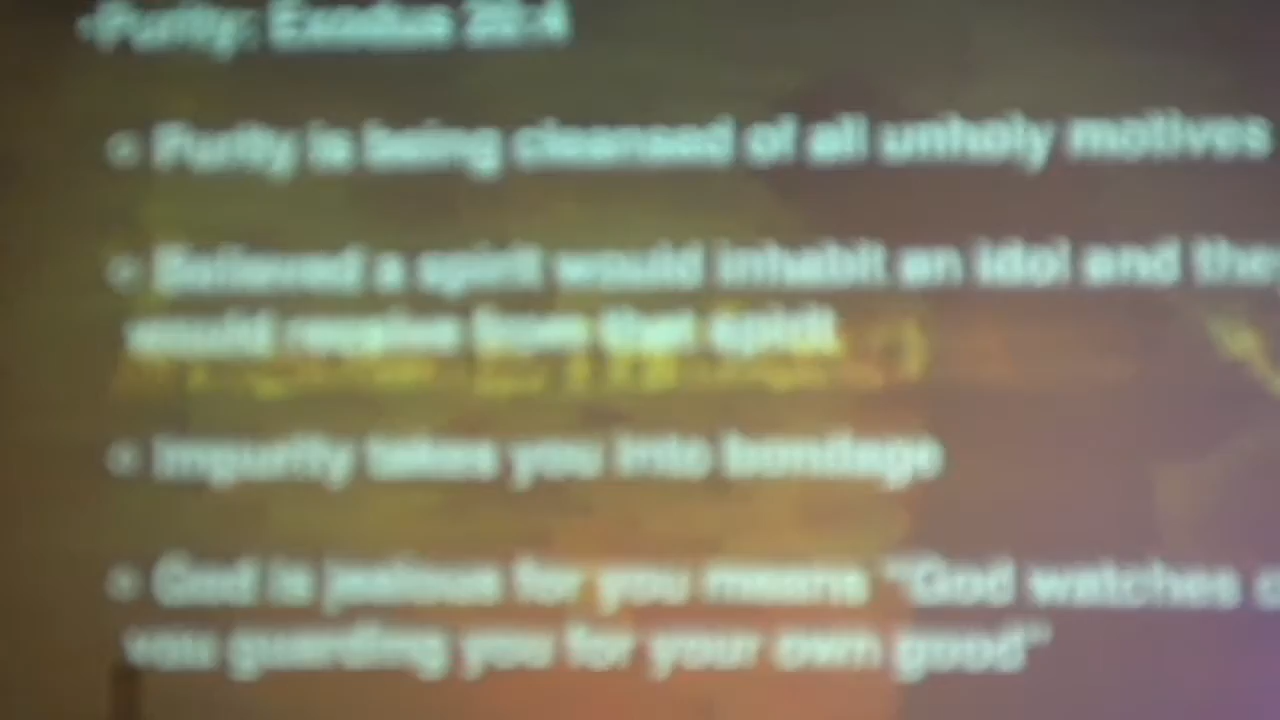 •Purity: Exodus 20:4
○ Purity is being cleansed of all unholy motives
○ Believed a spirit would inhabit an idol and they
would receive from that spirit
○ Impurity takes you into bondage
○ God is jealous for you means "God watches
you guarding you for your own good"